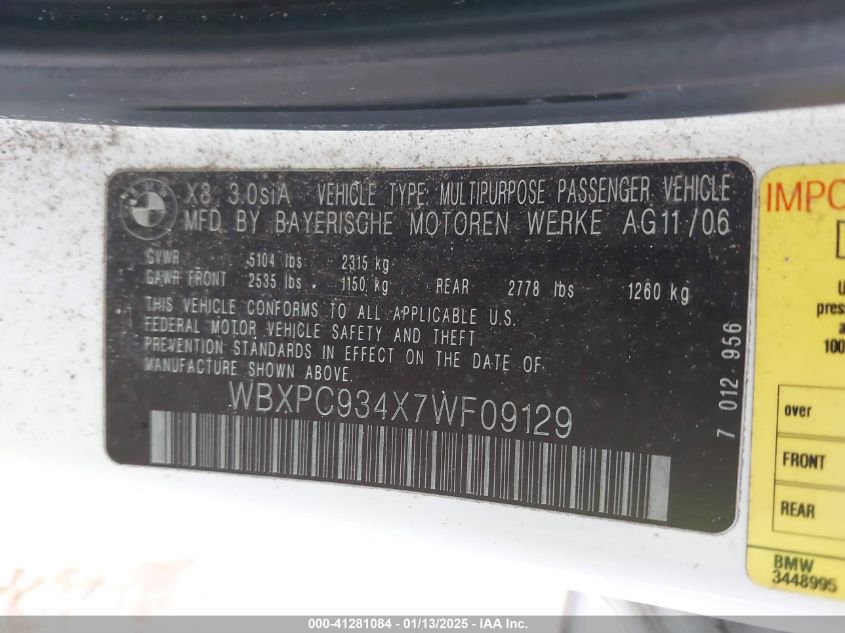 X8 3.0siA VEHICLE TYPE: MULTIPURPOSE PASSENGER VEHICLE
MFD BY BAYERISCHE MOTOREN WERKE AG 11/06
GVWR 5104 lbs 2315 kg
GAWR FRONT 2535 lbs 1150 kg REAR 2778 lbs 1260 kg
THIS VEHICLE CONFORMS TO ALL APPLICABLE U.S.
FEDERAL MOTOR VEHICLE SAFETY AND THEFT
PREVENTION STANDARDS IN EFFECT ON THE DATE OF
MANUFACTURE SHOWN ABOVE.
WBXPC934X7WF09129
7 012 956
over
FRONT
REAR
BMW
3448995
000-41281084 - 01/13/2025 - IAA Inc.